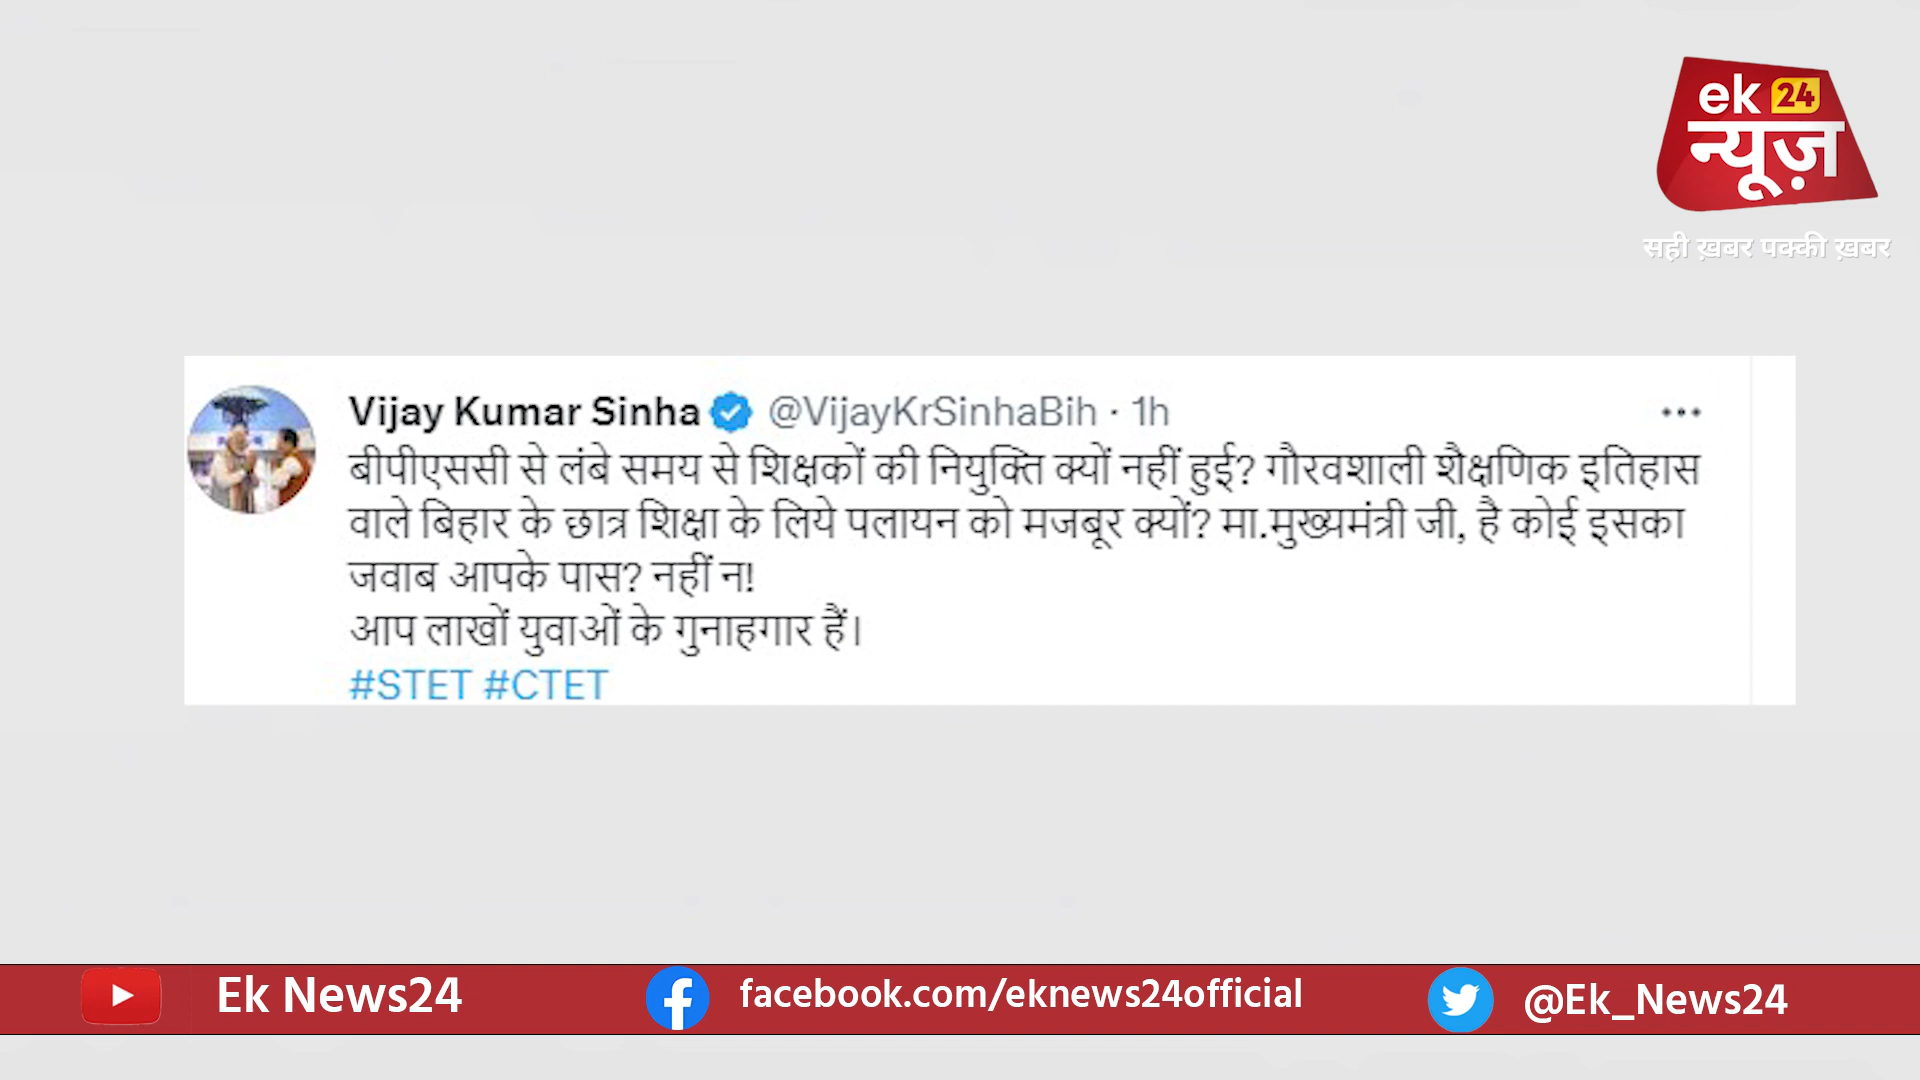 ek 24
न्यूज़
सही ख़बर पक्की ख़बर
Vijay Kumar Sinha @VijayKrSinhaBih · 1h
बीपीएससी से लंबे समय से शिक्षकों की नियुक्ति क्यों नहीं हुई? गौरवशाली शैक्षणिक इतिहास
वाले बिहार के छात्र शिक्षा के लिये पलायन को मजबूर क्यों? मा.मुख्यमंत्री जी, है कोई इसका
जवाब आपके पास? नहीं न!
आप लाखों युवाओं के गुनाहगार हैं।
#STET #CTET
Ek News24 facebook.com/eknews24official @Ek_News24